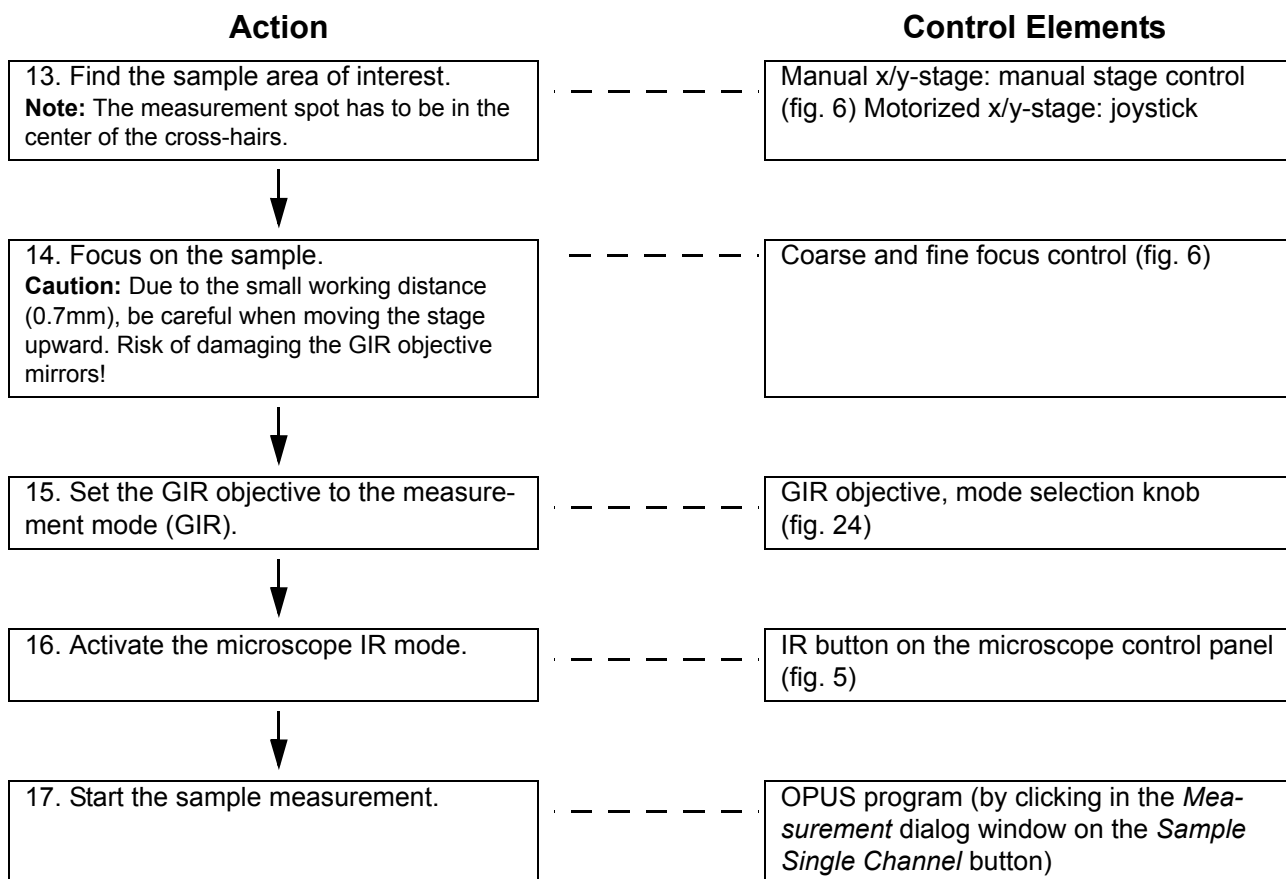 Action
Control Elements
13. Find the sample area of interest.
Note: The measurement spot has to be in the
center of the cross-hairs.
Manual x/y-stage: manual stage control
(fig. 6) Motorized x/y-stage: joystick
14. Focus on the sample.
Caution: Due to the small working distance
(0.7mm), be careful when moving the stage
upward. Risk of damaging the GIR objective
mirrors!
Coarse and fine focus control (fig. 6)
15. Set the GIR objective to the measure-
ment mode (GIR).
GIR objective, mode selection knob
(fig. 24)
16. Activate the microscope IR mode.
IR button on the microscope control panel
(fig. 5)
17. Start the sample measurement.
OPUS program (by clicking in the Mea-
surement dialog window on the Sample
Single Channel button)